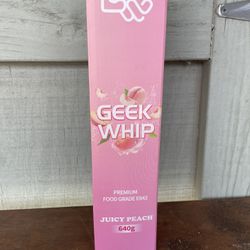 GEEK
WHIP
PREMIUM
FOOD GRADE E942
JUICY PEACH
640g